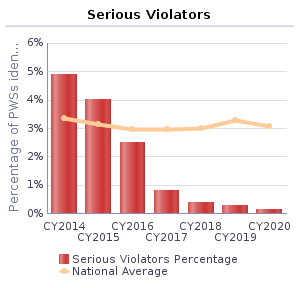 Serious Violators
Percentage of PWSs iden...
6%
5%
4%
3%
2%
1%
0%
CY2014 CY2016 CY2018 CY2020
CY2015 CY2017 CY2019
Serious Violators Percentage
National Average